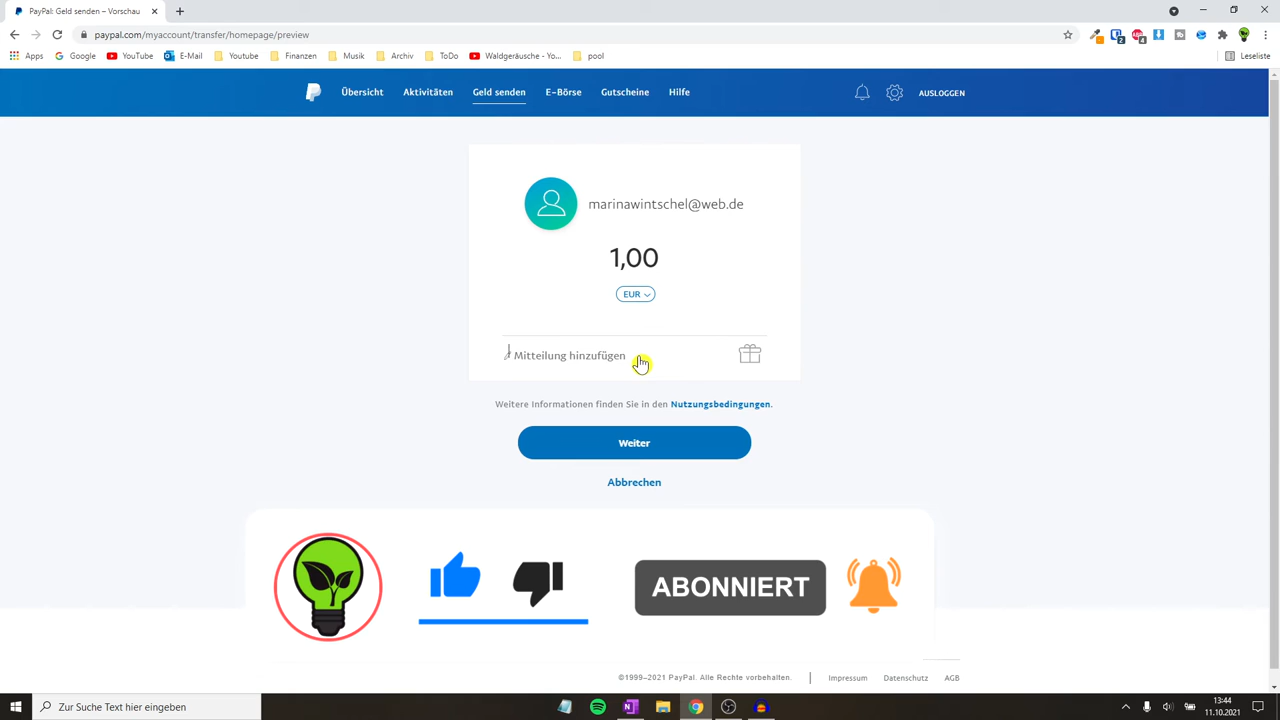 PayPal: Geld senden – Vorschau
paypal.com/myaccount/transfer/homepage/preview
Apps Google YouTube E-Mail Youtube Finanzen Musik Archiv ToDo Waldgeräusche - Yo... pool Leseliste
Übersicht Aktivitäten Geld senden E-Börse Gutscheine Hilfe AUSLOGGEN
marinawintschel@web.de
1,00
EUR
Mitteilung hinzufügen
Weitere Informationen finden Sie in den Nutzungsbedingungen.
Weiter
Abbrechen
ABONNIERT
©1999–2021 PayPal. Alle Rechte vorbehalten. | Impressum Datenschutz AGB
Zur Suche Text hier eingeben
13:44
11.10.2021